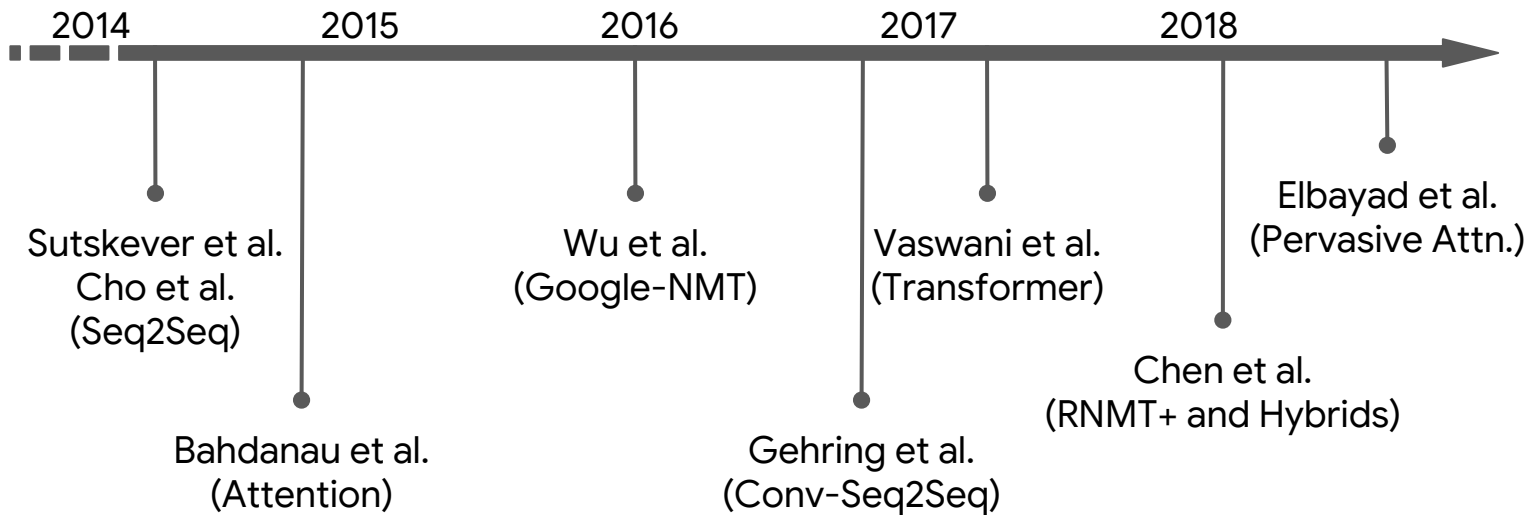 2014 2015 2016 2017 2018
Sutskever et al.
Cho et al.
(Seq2Seq)
Bahdanau et al.
(Attention)
Wu et al.
(Google-NMT)
Gehring et al.
(Conv-Seq2Seq)
Vaswani et al.
(Transformer)
Chen et al.
(RNMT+ and Hybrids)
Elbayad et al.
(Pervasive Attn.)